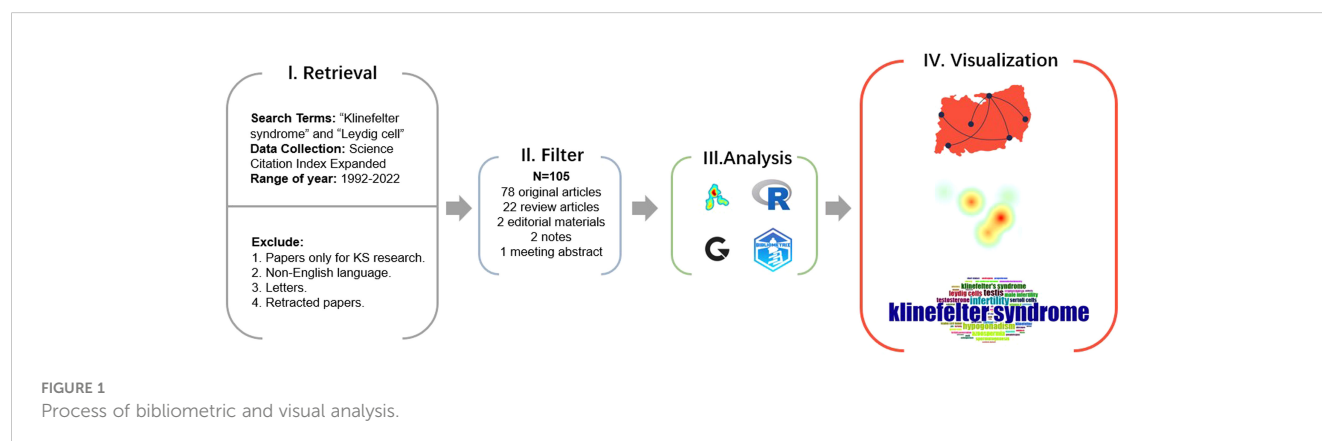 I. Retrieval
Search Terms: “Klinefelter
syndrome” and “Leydig cell”
Data Collection: Science
Citation Index Expanded
Range of year: 1992-2022
Exclude:
1. Papers only for KS research.
2. Non-English language.
3. Letters.
4. Retracted papers.
II. Filter
N=105
78 original articles
22 review articles
2 editorial materials
2 notes
1 meeting abstract
III.Analysis
R
G
BIBLIOMETRIX
IV. Visualization
klinefelter's syndrome
leydig cells testis male infertility
testosterone infertility sertoli cells
klinefelter syndrome
hypogonadism
azoospermia
FIGURE 1
Process of bibliometric and visual analysis.